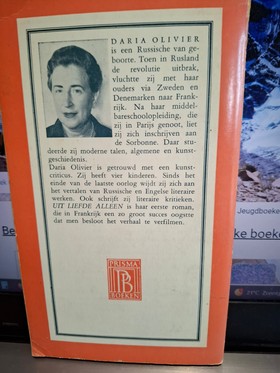 DARIA OLIVIER
is een Russische van ge-
boorte. Toen in Rusland
de revolutie uitbrak,
vluchtte zij met haar
ouders via Zweden en
Denemarken naar Frank-
rijk. Na haar middel-
bareschoolopleiding, die
zij in Parijs genoot, liet
zij zich inschrijven aan
de Sorbonne. Daar stu-
deerde zij moderne talen, algemene en kunst-
geschiedenis.
Daria Olivier is getrouwd met een kunst-
criticus. Zij heeft vier kinderen. Sinds het
einde van de laatste oorlog wijdt zij zich aan
het vertalen van Russische en Engelse literaire
werken. Ook schrijft zij literaire kritieken.
UIT LIEFDE ALLEEN is haar eerste roman,
die in Frankrijk een zo groot succes oogstte
dat men besloot het verhaal te verfilmen.
PRISMA
PB
BOEKEN
Jeugdboeke
Be
ke boeke
21°C